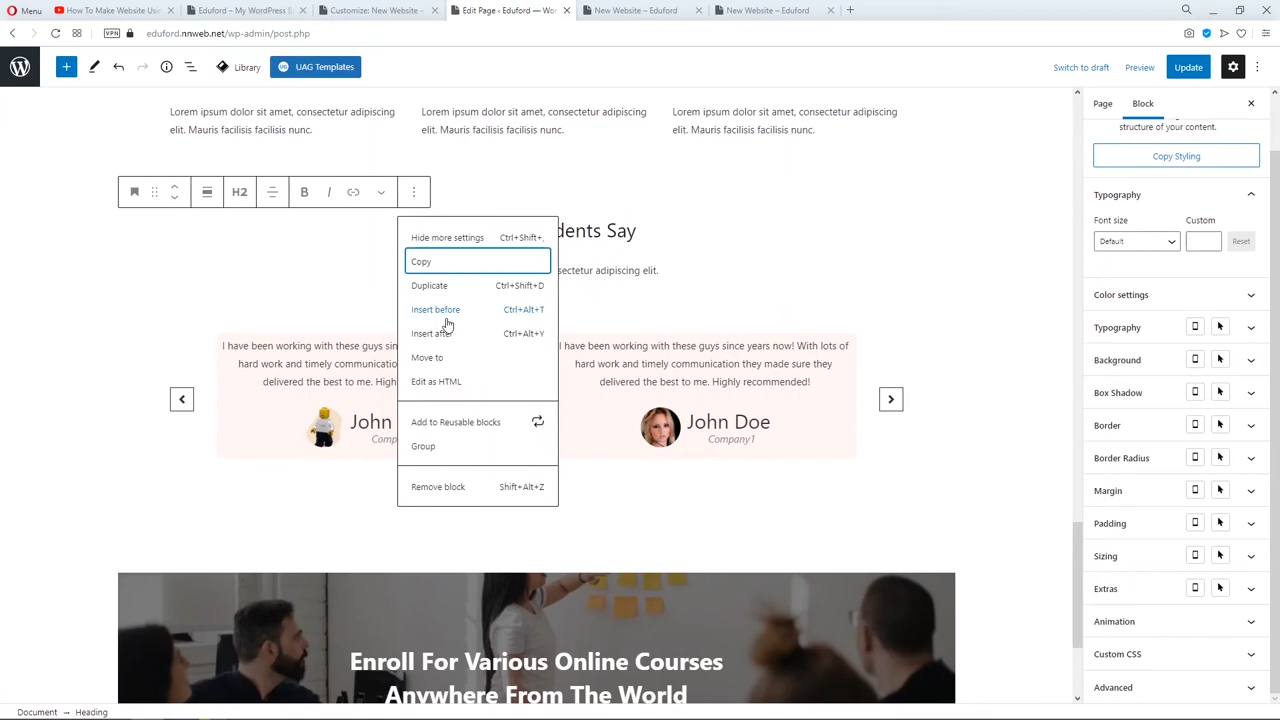 Menu
How To Make Website Usin
Eduford – My WordPress B
Customize: New Website –
Edit Page ‹ Eduford — Wo
New Website – Eduford
New Website – Eduford
VPN
eduford.nnweb.net/wp-admin/post.php
Library
UAG Templates
Switch to draft
Preview
Update
Lorem ipsum dolor sit amet, consectetur adipiscing
elit. Mauris facilisis facilisis nunc.
Lorem ipsum dolor sit amet, consectetur adipiscing
elit. Mauris facilisis facilisis nunc.
Lorem ipsum dolor sit amet, consectetur adipiscing
elit. Mauris facilisis facilisis nunc.
H2
B
I
dents Say
sectetur adipiscing elit.
Hide more settings Ctrl+Shift+,
Copy
Duplicate Ctrl+Shift+D
Insert before Ctrl+Alt+T
Insert after Ctrl+Alt+Y
Move to
Edit as HTML
Add to Reusable blocks
Group
Remove block Shift+Alt+Z
I have been working with these guys sin
hard work and timely communication
delivered the best to me. Highl
John
Comp
I have been working with these guys since years now! With lots of
hard work and timely communication they made sure they
delivered the best to me. Highly recommended!
John Doe
Company1
Enroll For Various Online Courses
Anywhere From The World
Page
Block
structure of your content.
Copy Styling
Typography
Font size
Custom
Default
Reset
Color settings
Typography
Background
Box Shadow
Border
Border Radius
Margin
Padding
Sizing
Extras
Animation
Custom CSS
Advanced
Document → Heading